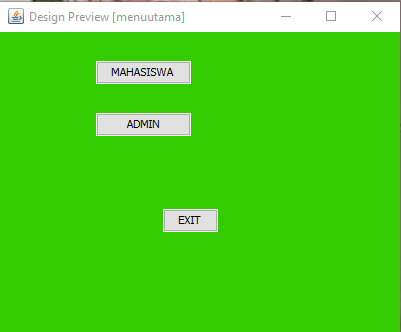 Design Preview [menuutama]
MAHASISWA
ADMIN
EXIT